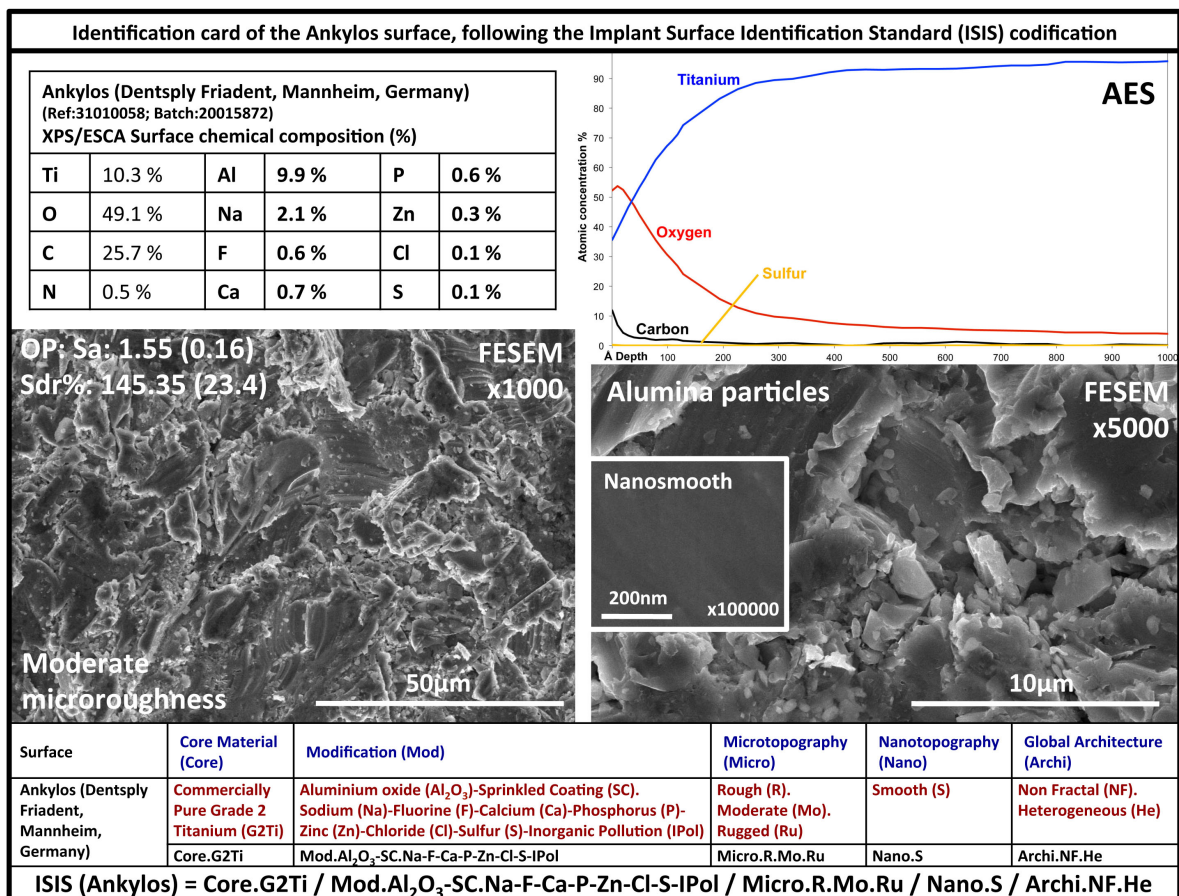 Identification card of the Ankylos surface, following the Implant Surface Identification Standard (ISIS) codification
Ankylos (Dentsply Friadent, Mannheim, Germany)
(Ref:31010058; Batch:20015872)
XPS/ESCA Surface chemical composition (%)
Ti 10.3 % Al 9.9 % P 0.6 %
O 49.1 % Na 2.1 % Zn 0.3 %
C 25.7 % F 0.6 % Cl 0.1 %
N 0.5 % Ca 0.7 % S 0.1 %
AES
Titanium
Oxygen
Sulfur
Carbon
Atomic concentration %
90
80
70
60
50
40
30
20
10
0
Å Depth 100 200 300 400 500 600 700 800 900 1000
OP: Sa: 1.55 (0.16)
Sdr%: 145.35 (23.4)
FESEM
x1000
Moderate
microroughness
50µm
Alumina particles
FESEM
x5000
Nanosmooth
200nm
x100000
10µm
Surface
Core Material
(Core)
Modification (Mod)
Microtopography
(Micro)
Nanotopography
(Nano)
Global Architecture
(Archi)
Ankylos (Dentsply
Friadent,
Mannheim,
Germany)
Commercially
Pure Grade 2
Titanium (G2Ti)
Aluminium oxide (Al₂O₃)-Sprinkled Coating (SC).
Sodium (Na)-Fluorine (F)-Calcium (Ca)-Phosphorus (P)-
Zinc (Zn)-Chloride (Cl)-Sulfur (S)-Inorganic Pollution (IPol)
Rough (R).
Moderate (Mo).
Rugged (Ru)
Smooth (S)
Non Fractal (NF).
Heterogeneous (He)
Core.G2Ti
Mod.Al₂O₃-SC.Na-F-Ca-P-Zn-Cl-S-IPol
Micro.R.Mo.Ru
Nano.S
Archi.NF.He
ISIS (Ankylos) = Core.G2Ti / Mod.Al₂O₃-SC.Na-F-Ca-P-Zn-Cl-S-IPol / Micro.R.Mo.Ru / Nano.S / Archi.NF.He